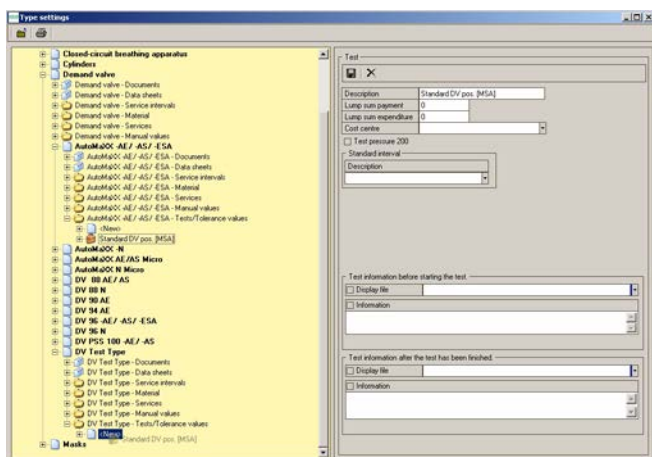 Type settings
Closed-circuit breathing apparatus
Cylinders
Demand valve
Demand valve - Documents
Demand valve - Data sheets
Demand valve - Service intervals
Demand valve - Material
Demand valve - Services
Demand valve - Manual values
AutoMaXX -AE/ -AS/ -ESA
AutoMaXX -AE/ -AS/ -ESA - Documents
AutoMaXX -AE/ -AS/ -ESA - Data sheets
AutoMaXX -AE/ -AS/ -ESA - Service intervals
AutoMaXX -AE/ -AS/ -ESA - Material
AutoMaXX -AE/ -AS/ -ESA - Services
AutoMaXX -AE/ -AS/ -ESA - Manual values
AutoMaXX -AE/ -AS/ -ESA - Tests/Tolerance values
<New>
Standard DV pos. [MSA]
AutoMaXX -N
AutoMaXX AE/AS Micro
AutoMaXX N Micro
DV 88 AE/ AS
DV 88 N
DV 90 AE
DV 94 AE
DV 96 -AE/ -AS/ -ESA
DV 96 -N
DV PSS 100 -AE/ -AS
DV Test Type
DV Test Type - Documents
DV Test Type - Data sheets
DV Test Type - Service intervals
DV Test Type - Material
DV Test Type - Services
DV Test Type - Manual values
DV Test Type - Tests/Tolerance values
<New>
Standard DV pos. [MSA]
Masks
Test
Description Standard DV pos. [MSA]
Lump sum payment 0
Lump sum expenditure 0
Cost centre
Test pressure 200
Standard interval
Description
Test information before starting the test.
Display file
Information
Test information after the test has been finished.
Display file
Information